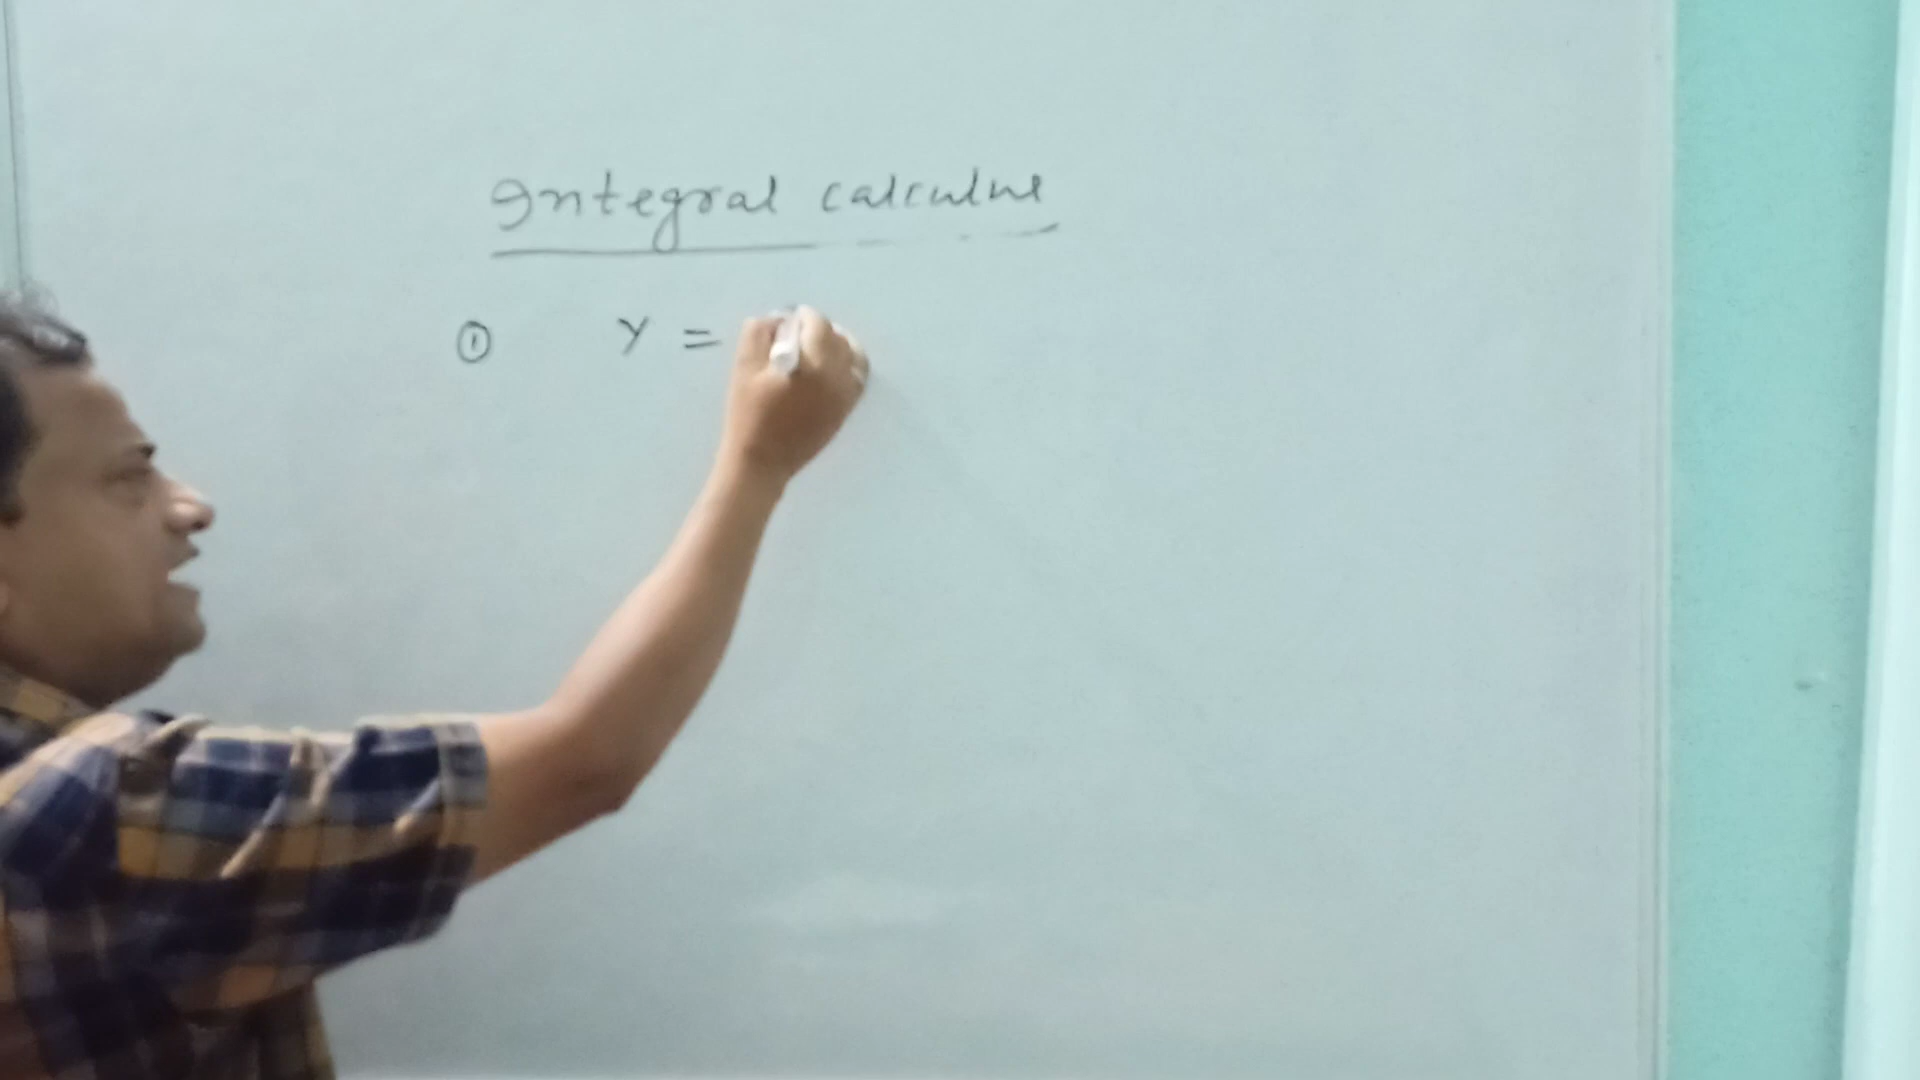 Integral calculus
① Y =